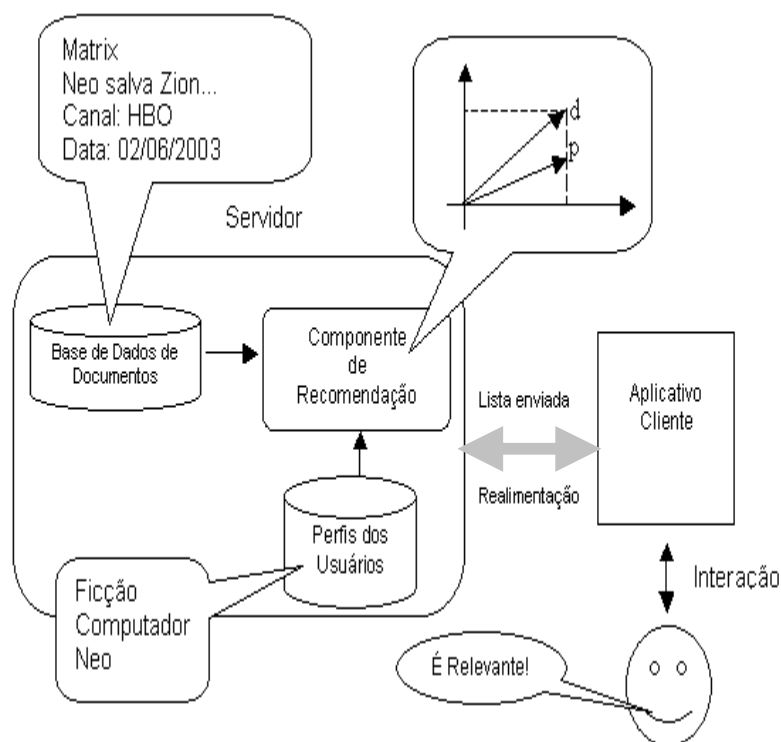 Matrix
Neo salva Zion...
Canal: HBO
Data: 02/06/2003
d
p
Servidor
Base de Dados de
Documentos
Componente
de
Recomendação
Lista enviada
Realimentação
Aplicativo
Cliente
Perfis dos
Usuários
Ficção
Computador
Neo
Interação
É Relevante!